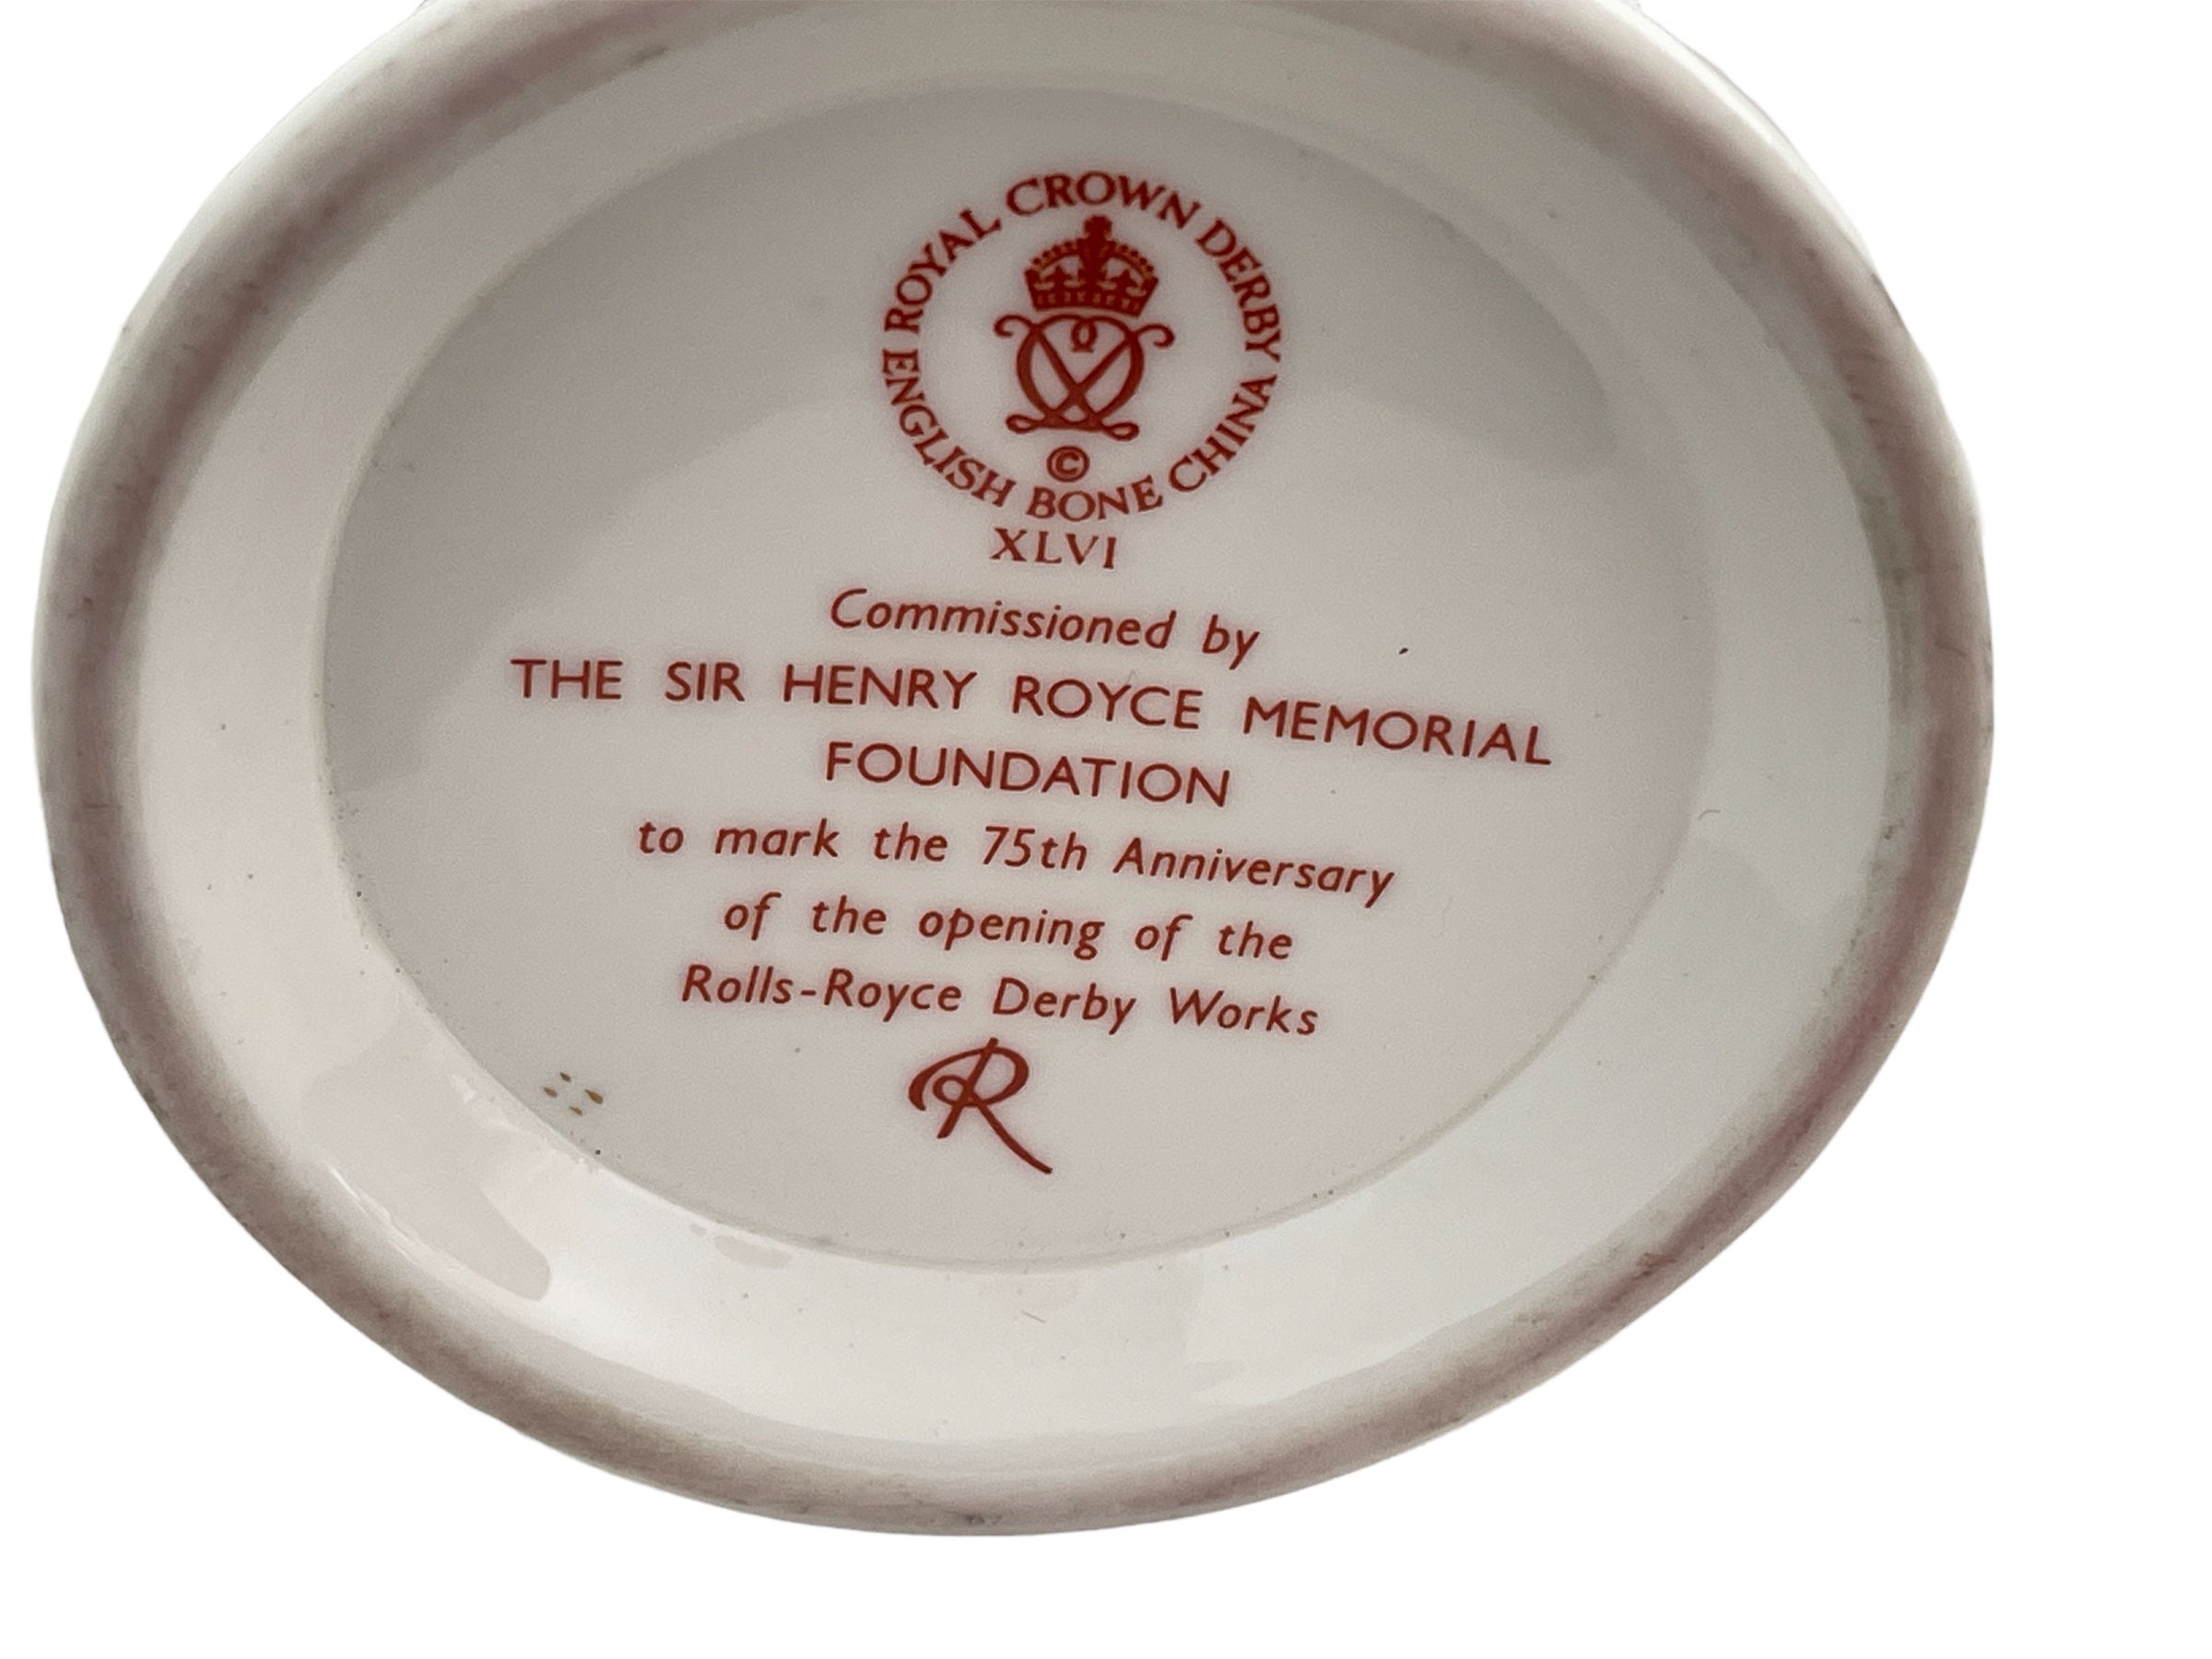 ROYAL CROWN DERBY
ENGLISH BONE CHINA
©
XLVI
Commissioned by
THE SIR HENRY ROYCE MEMORIAL
FOUNDATION
to mark the 75th Anniversary
of the opening of the
Rolls-Royce Derby Works
R